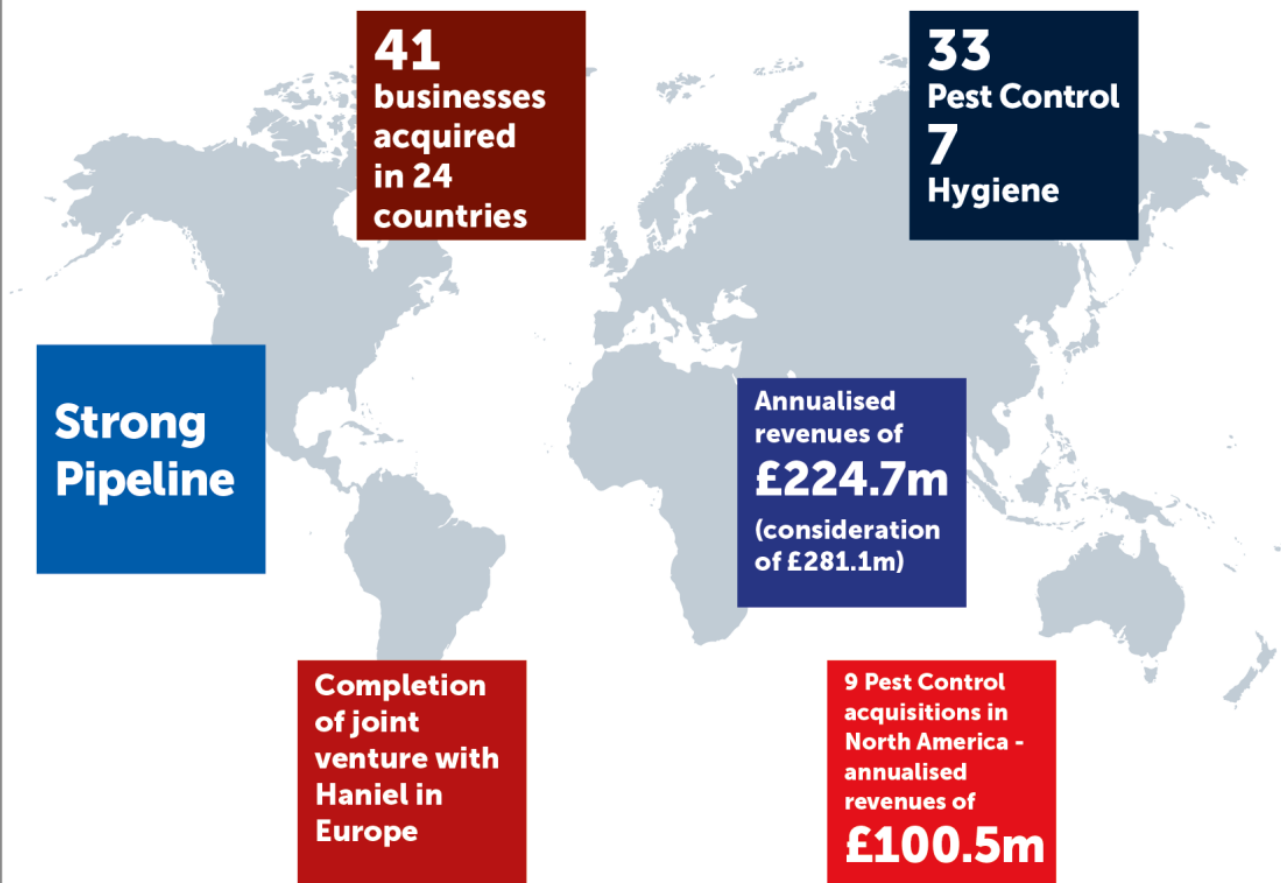 41
businesses
acquired
in 24
countries
33
Pest Control
7
Hygiene
Strong
Pipeline
Annualised
revenues of
£224.7m
(consideration
of £281.1m)
Completion
of joint
venture with
Haniel in
Europe
9 Pest Control
acquisitions in
North America -
annualised
revenues of
£100.5m